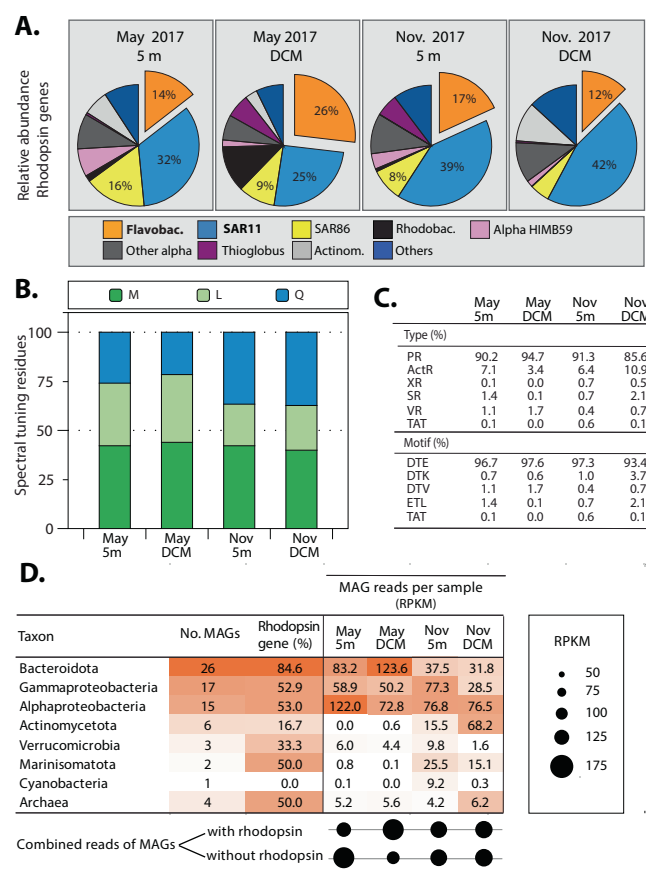 A.
May 2017 May 2017 Nov. 2017 Nov. 2017
5 m DCM 5 m DCM
Relative abundance
Rhodopsin genes
14% 32% 16%
26% 25% 9%
17% 39% 8%
12% 42%
Flavobac. SAR11 SAR86 Rhodobac. Alpha HIMB59
Other alpha Thioglobus Actinom. Others
B.
M L Q
Spectral tuning residues
100
75
50
25
0
May May Nov Nov
5m DCM 5m DCM
C.
May May Nov Nov
5m DCM 5m DCM
Type (%)
PR 90.2 94.7 91.3 85.6
ActR 7.1 3.4 6.4 10.9
XR 0.1 0.0 0.7 0.5
SR 1.4 0.1 0.7 2.1
VR 1.1 1.7 0.4 0.7
TAT 0.1 0.0 0.6 0.1
Motif (%)
DTE 96.7 97.6 97.3 93.4
DTK 0.7 0.6 1.0 3.7
DTV 1.1 1.7 0.4 0.7
ETL 1.4 0.1 0.7 2.1
TAT 0.1 0.0 0.6 0.1
D.
MAG reads per sample
(RPKM)
Taxon No. MAGs Rhodopsin gene (%) May 5m May DCM Nov 5m Nov DCM
Bacteroidota 26 84.6 83.2 123.6 37.5 31.8
Gammaproteobacteria 17 52.9 58.9 50.2 77.3 28.5
Alphaproteobacteria 15 53.0 122.0 72.8 76.8 76.5
Actinomycetota 6 16.7 0.0 0.6 15.5 68.2
Verrucomicrobia 3 33.3 6.0 4.4 9.8 1.6
Marinisomatota 2 50.0 0.8 0.1 25.5 15.1
Cyanobacteria 1 0.0 0.1 0.0 9.2 0.3
Archaea 4 50.0 5.2 5.6 4.2 6.2
Combined reads of MAGs
with rhodopsin
without rhodopsin
RPKM
50
75
100
125
175